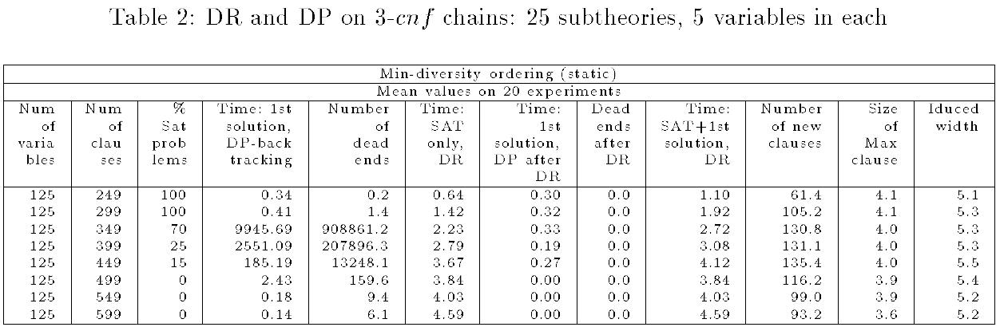 Table 2: DR and DP on 3-cnf chains: 25 subtheories, 5 variables in each
Min-diversity ordering (static)
Mean values on 20 experiments
Num Num % Time: 1st Number Time: Time: Dead Time: Number Size Iduced
of of Sat solution, of SAT 1st ends SAT+1st of new of width
varia clau prob DP-back dead only, solution, after solution, clauses Max
bles ses lems tracking ends DR DP after DR DR clause
DR
125 249 100 0.34 0.2 0.64 0.30 0.0 1.10 61.4 4.1 5.1
125 299 100 0.41 1.4 1.42 0.32 0.0 1.92 105.2 4.1 5.3
125 349 70 9945.69 908861.2 2.23 0.33 0.0 2.72 130.8 4.0 5.3
125 399 25 2551.09 207896.3 2.79 0.19 0.0 3.08 131.1 4.0 5.3
125 449 15 185.19 13248.1 3.67 0.27 0.0 4.12 135.4 4.0 5.5
125 499 0 2.43 159.6 3.84 0.00 0.0 3.84 116.2 3.9 5.4
125 549 0 0.18 9.4 4.03 0.00 0.0 4.03 99.0 3.9 5.2
125 599 0 0.14 6.1 4.59 0.00 0.0 4.59 93.2 3.6 5.2